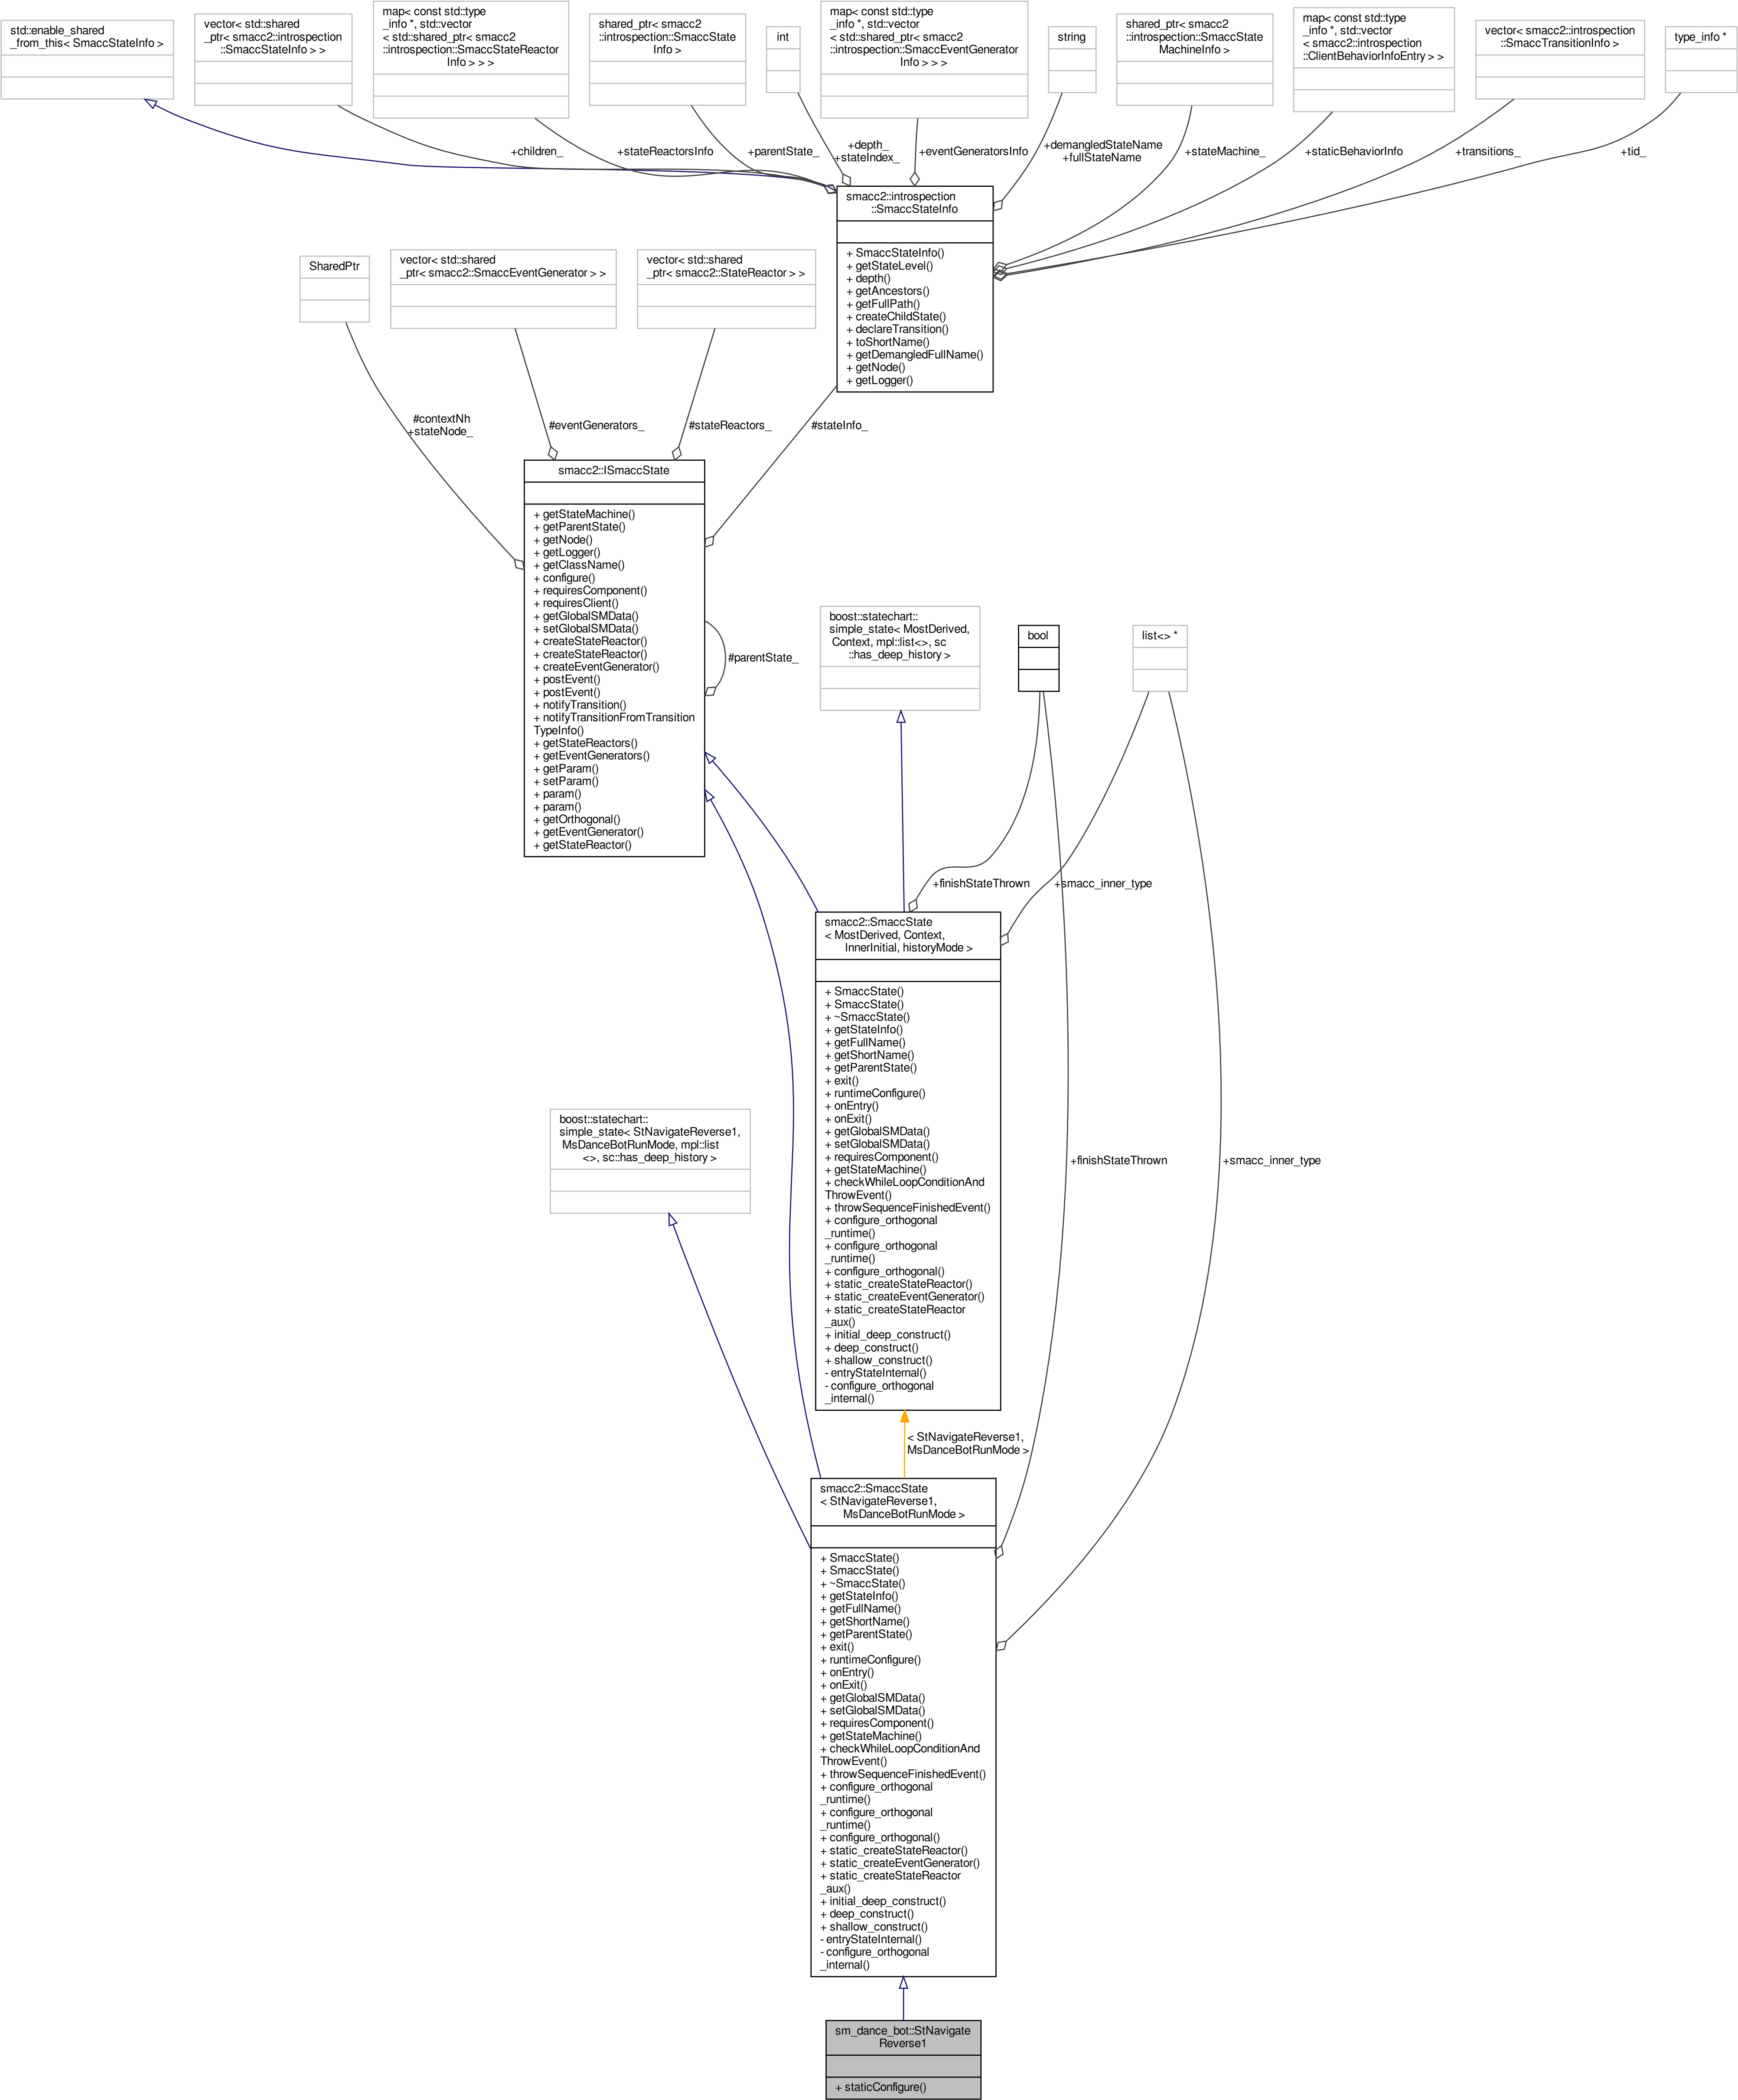 std::enable_shared
_from_this< SmaccStateInfo >
vector< std::shared
_ptr< smacc2::introspection
::SmaccStateInfo > >
map< const std::type
_info *, std::vector
< std::shared_ptr< smacc2
::introspection::SmaccStateReactor
Info > > >
shared_ptr< smacc2
::introspection::SmaccState
Info >
int
map< const std::type
_info *, std::vector
< std::shared_ptr< smacc2
::introspection::SmaccEventGenerator
Info > > >
string
shared_ptr< smacc2
::introspection::SmaccState
MachineInfo >
map< const std::type
_info *, std::vector
< smacc2::introspection
::ClientBehaviorInfoEntry > >
vector< smacc2::introspection
::SmaccTransitionInfo >
type_info *
+children_
+stateReactorsInfo
+parentState_
+depth_
+stateIndex_
+eventGeneratorsInfo
+demangledStateName
+fullStateName
+stateMachine_
+staticBehaviorInfo
+transitions_
+tid_
smacc2::introspection
::SmaccStateInfo
+ SmaccStateInfo()
+ getStateLevel()
+ depth()
+ getAncestors()
+ getFullPath()
+ createChildState()
+ declareTransition()
+ toShortName()
+ getDemangledFullName()
+ getNode()
+ getLogger()
SharedPtr
vector< std::shared
_ptr< smacc2::SmaccEventGenerator > >
vector< std::shared
_ptr< smacc2::StateReactor > >
#contextNh
+stateNode_
#eventGenerators_
#stateReactors_
#stateInfo_
smacc2::ISmaccState
+ getStateMachine()
+ getParentState()
+ getNode()
+ getLogger()
+ getClassName()
+ configure()
+ requiresComponent()
+ requiresClient()
+ getGlobalSMData()
+ setGlobalSMData()
+ createStateReactor()
+ createStateReactor()
+ createEventGenerator()
+ postEvent()
+ postEvent()
+ notifyTransition()
+ notifyTransitionFromTransition
TypeInfo()
+ getStateReactors()
+ getEventGenerators()
+ getParam()
+ setParam()
+ param()
+ param()
+ getOrthogonal()
+ getEventGenerator()
+ getStateReactor()
#parentState_
boost::statechart::
simple_state< MostDerived,
Context, mpl::list<>, sc
::has_deep_history >
bool
list<> *
+finishStateThrown
+smacc_inner_type
smacc2::SmaccState
< MostDerived, Context,
InnerInitial, historyMode >
+ SmaccState()
+ SmaccState()
+ ~SmaccState()
+ getStateInfo()
+ getFullName()
+ getShortName()
+ getParentState()
+ exit()
+ runtimeConfigure()
+ onEntry()
+ onExit()
+ getGlobalSMData()
+ setGlobalSMData()
+ requiresComponent()
+ getStateMachine()
+ checkWhileLoopConditionAnd
ThrowEvent()
+ throwSequenceFinishedEvent()
+ configure_orthogonal
_runtime()
+ configure_orthogonal
_runtime()
+ configure_orthogonal()
+ static_createStateReactor()
+ static_createEventGenerator()
+ static_createStateReactor
_aux()
+ initial_deep_construct()
+ deep_construct()
+ shallow_construct()
- entryStateInternal()
- configure_orthogonal
_internal()
boost::statechart::
simple_state< StNavigateReverse1,
MsDanceBotRunMode, mpl::list
<>, sc::has_deep_history >
+finishStateThrown
+smacc_inner_type
< StNavigateReverse1,
MsDanceBotRunMode >
smacc2::SmaccState
< StNavigateReverse1,
MsDanceBotRunMode >
+ SmaccState()
+ SmaccState()
+ ~SmaccState()
+ getStateInfo()
+ getFullName()
+ getShortName()
+ getParentState()
+ exit()
+ runtimeConfigure()
+ onEntry()
+ onExit()
+ getGlobalSMData()
+ setGlobalSMData()
+ requiresComponent()
+ getStateMachine()
+ checkWhileLoopConditionAnd
ThrowEvent()
+ throwSequenceFinishedEvent()
+ configure_orthogonal
_runtime()
+ configure_orthogonal
_runtime()
+ configure_orthogonal()
+ static_createStateReactor()
+ static_createEventGenerator()
+ static_createStateReactor
_aux()
+ initial_deep_construct()
+ deep_construct()
+ shallow_construct()
- entryStateInternal()
- configure_orthogonal
_internal()
sm_dance_bot::StNavigate
Reverse1
+ staticConfigure()